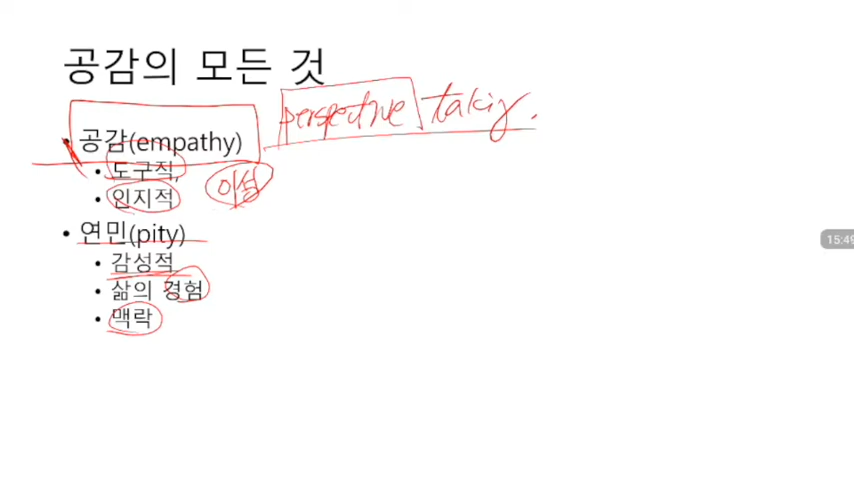 공감의 모든 것
perspective taking.
• 공감(empathy)
• 도구적,
이성
• 인지적
• 연민(pity)
• 감성적
• 삶의 경험
• 맥락
15:49